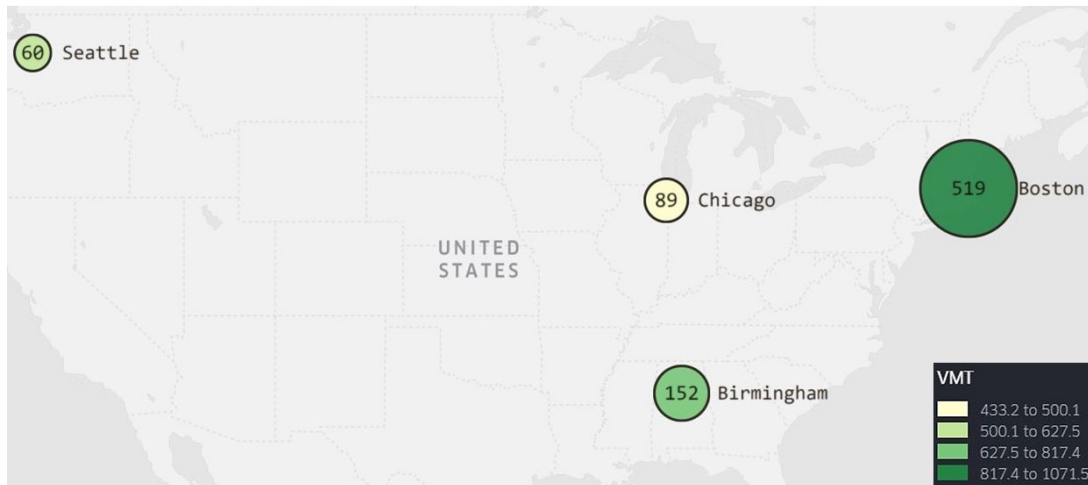 60 Seattle
89 Chicago
519 Boston
UNITED
STATES
152 Birmingham
VMT
433.2 to 500.1
500.1 to 627.5
627.5 to 817.4
817.4 to 1071.5